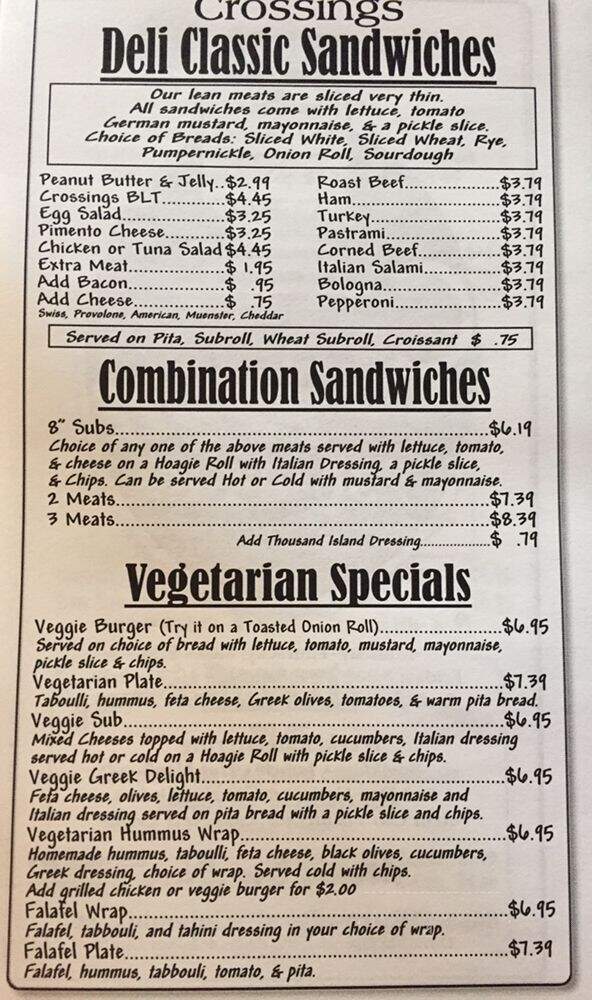 Crossings
Deli Classic Sandwiches
Our lean meats are sliced very thin.
All sandwiches come with lettuce, tomato
German mustard, mayonnaise, & a pickle slice.
Choice of Breads: Sliced White, Sliced Wheat, Rye,
Pumpernickle, Onion Roll, Sourdough
Peanut Butter & Jelly..$2.99
Crossings BLT............$4.45
Egg Salad..................$3.25
Pimento Cheese.........$3.25
Chicken or Tuna Salad $4.45
Extra Meat................$ 1.95
Add Bacon.................$ .95
Add Cheese................$ .75
Swiss, Provolone, American, Muenster, Cheddar
Roast Beef...............$3.79
Ham.........................$3.79
Turkey.....................$3.79
Pastrami..................$3.79
Corned Beef............$3.79
Italian Salami...........$3.79
Bologna....................$3.79
Pepperoni.................$3.79
Served on Pita, Subroll, Wheat Subroll, Croissant $ .75
Combination Sandwiches
8" Subs..........................................................$6.19
Choice of any one of the above meats served with lettuce, tomato,
& cheese on a Hoagie Roll with Italian Dressing, a pickle slice,
& Chips. Can be served Hot or Cold with mustard & mayonnaise.
2 Meats..........................................................$7.39
3 Meats..........................................................$8.39
Add Thousand Island Dressing.................$ .79
Vegetarian Specials
Veggie Burger (Try it on a Toasted Onion Roll)....................$6.95
Served on choice of bread with lettuce, tomato, mustard, mayonnaise,
pickle slice & chips.
Vegetarian Plate..........................................................$7.39
Taboulli, hummus, feta cheese, Greek olives, tomatoes, & warm pita bread.
Veggie Sub..........................................................$6.95
Mixed Cheeses topped with lettuce, tomato, cucumbers, Italian dressing
served hot or cold on a Hoagie Roll with pickle slice & chips.
Veggie Greek Delight..........................................................$6.95
Feta cheese, olives, lettuce, tomato, cucumbers, mayonnaise and
Italian dressing served on pita bread with a pickle slice and chips.
Vegetarian Hummus Wrap..........................................$6.95
Homemade hummus, taboulli, feta cheese, black olives, cucumbers,
Greek dressing, choice of wrap. Served cold with chips.
Add grilled chicken or veggie burger for $2.00
Falafel Wrap..........................................................$6.95
Falafel, tabbouli, and tahini dressing in your choice of wrap.
Falafel Plate..........................................................$7.39
Falafel, hummus, tabbouli, tomato, & pita.